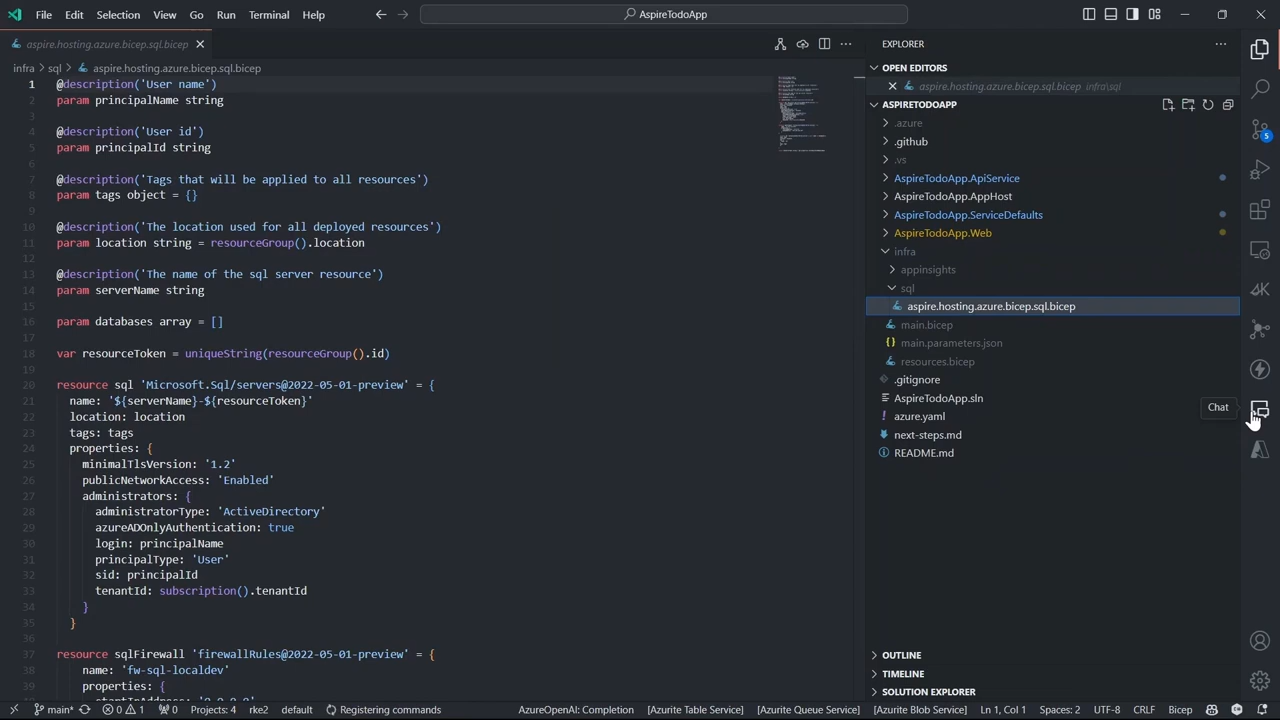 File Edit Selection View Go Run Terminal Help AspireTodoApp
aspire.hosting.azure.bicep.sql.bicep
infra > sql > aspire.hosting.azure.bicep.sql.bicep
1 @description('User name')
2 param principalName string
3
4 @description('User id')
5 param principalId string
6
7 @description('Tags that will be applied to all resources')
8 param tags object = {}
9
10 @description('The location used for all deployed resources')
11 param location string = resourceGroup().location
12
13 @description('The name of the sql server resource')
14 param serverName string
15
16 param databases array = []
17
18 var resourceToken = uniqueString(resourceGroup().id)
19
20 resource sql 'Microsoft.Sql/servers@2022-05-01-preview' = {
21 name: '${serverName}-${resourceToken}'
22 location: location
23 tags: tags
24 properties: {
25 minimalTlsVersion: '1.2'
26 publicNetworkAccess: 'Enabled'
27 administrators: {
28 administratorType: 'ActiveDirectory'
29 azureADOnlyAuthentication: true
30 login: principalName
31 principalType: 'User'
32 sid: principalId
33 tenantId: subscription().tenantId
34 }
35 }
36
37 resource sqlFirewall 'firewallRules@2022-05-01-preview' = {
38 name: 'fw-sql-localdev'
39 properties: {
EXPLORER
OPEN EDITORS
aspire.hosting.azure.bicep.sql.bicep infra\sql
ASPIRETODOAPP
.azure
.github
.vs
AspireTodoApp.ApiService
AspireTodoApp.AppHost
AspireTodoApp.ServiceDefaults
AspireTodoApp.Web
infra
appinsights
sql
aspire.hosting.azure.bicep.sql.bicep
main.bicep
main.parameters.json
resources.bicep
.gitignore
AspireTodoApp.sln
azure.yaml
next-steps.md
README.md
OUTLINE
TIMELINE
SOLUTION EXPLORER
5
Chat
main* 0 1 0 Projects: 4 rke2 default Registering commands AzureOpenAI: Completion [Azurite Table Service] [Azurite Queue Service] [Azurite Blob Service] Ln 1, Col 1 Spaces: 2 UTF-8 CRLF Bicep